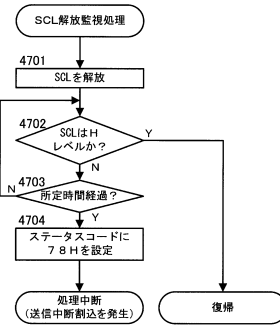 SCL解放監視処理
4701
SCLを解放
4702
SCLはH
レベルか？
Y
N
4703
所定時間経過？
N
Y
4704
ステータスコードに
７８Hを設定
処理中断
(送信中断割込を発生)
復帰